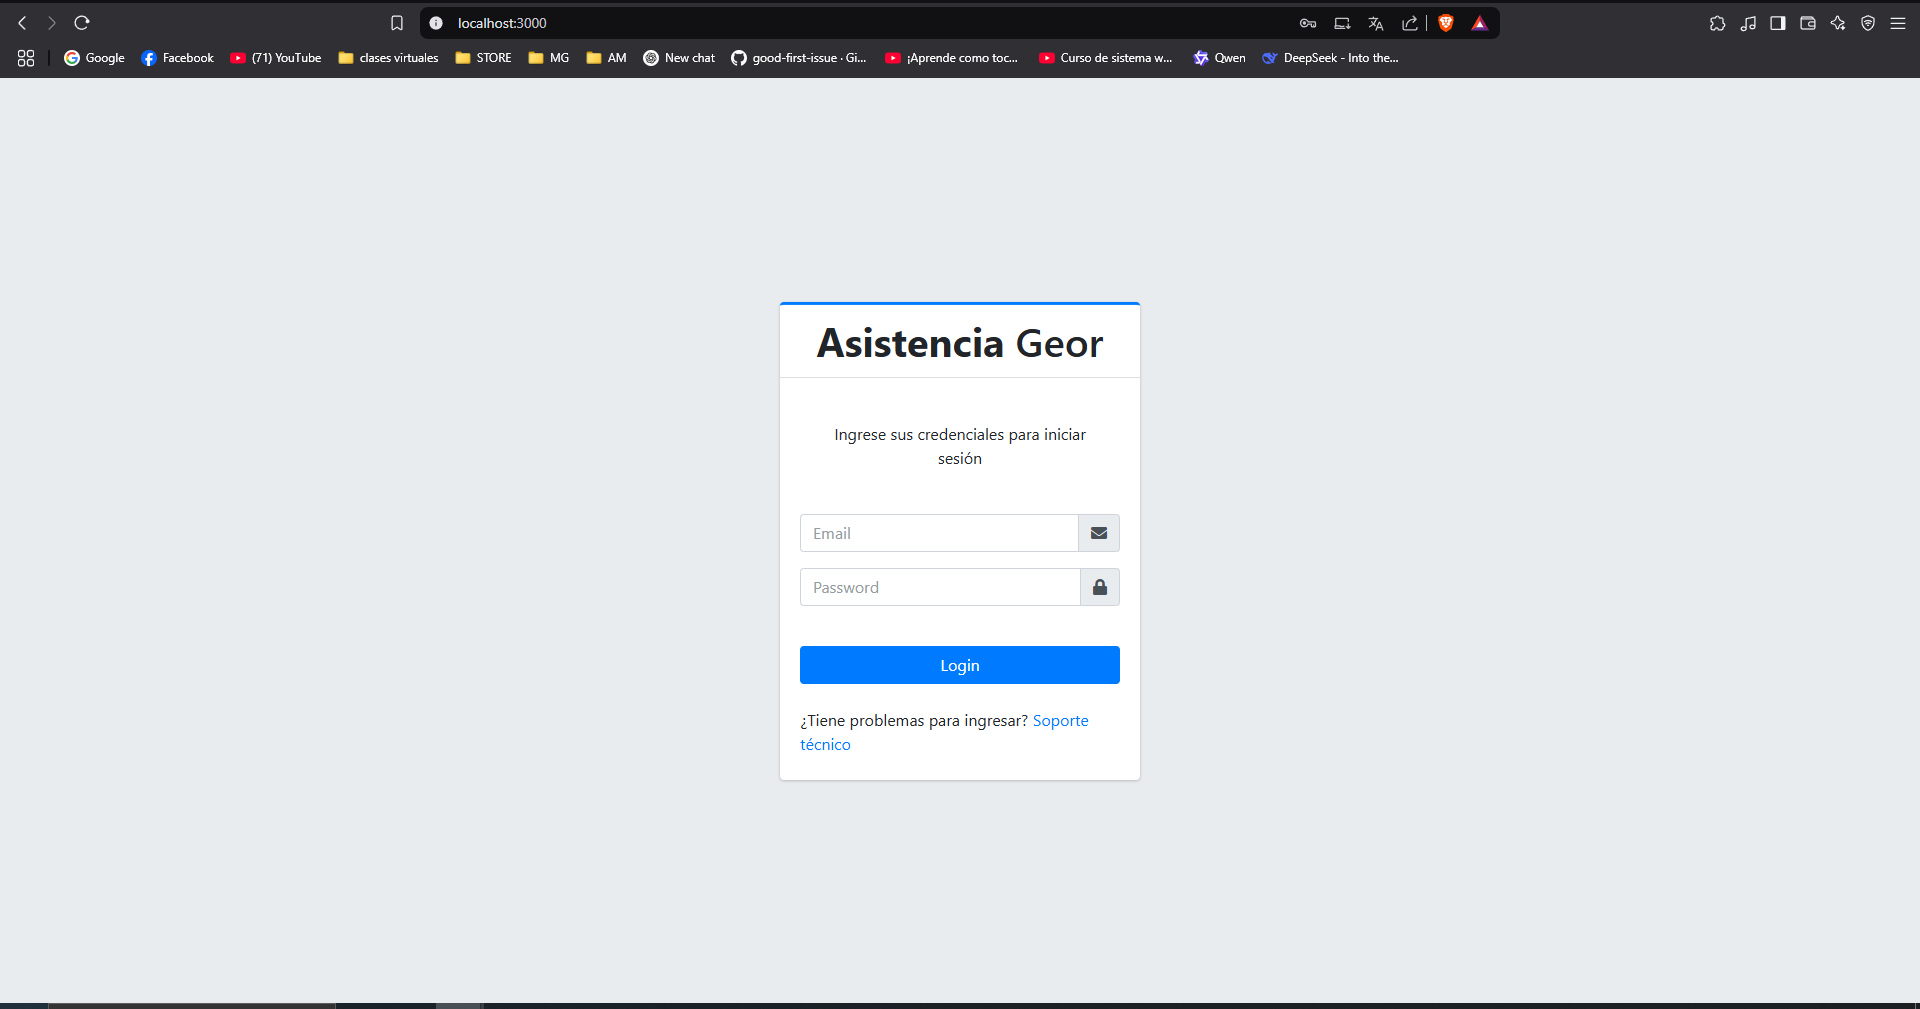 localhost:3000
Google
Facebook
(71) YouTube
clases virtuales
STORE
MG
AM
New chat
good-first-issue · Gi...
¡Aprende como toc...
Curso de sistema w...
Qwen
DeepSeek - Into the...
Asistencia Geor
Ingrese sus credenciales para iniciar
sesión
Email
Password
Login
¿Tiene problemas para ingresar? Soporte
técnico